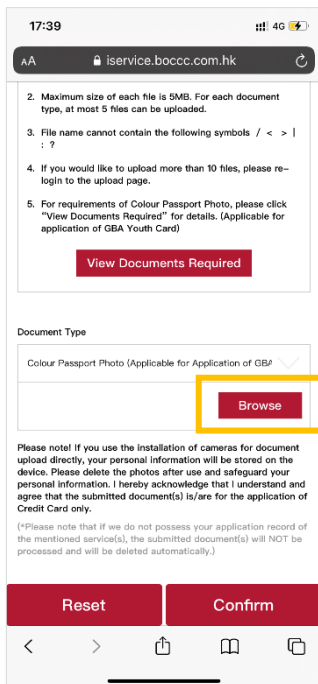 17:39
4G
AA iservice.boccc.com.hk
2. Maximum size of each file is 5MB. For each document
type, at most 5 files can be uploaded.
3. File name cannot contain the following symbols / < > |
: ?
4. If you would like to upload more than 10 files, please re-
login to the upload page.
5. For requirements of Colour Passport Photo, please click
“View Documents Required” for details. (Applicable for
application of GBA Youth Card)
View Documents Required
Document Type
Colour Passport Photo (Applicable for Application of GBA
Browse
Please note! If you use the installation of cameras for document
upload directly, your personal information will be stored on the
device. Please delete the photos after use and safeguard your
personal information. I hereby acknowledge that I understand and
agree that the submitted document(s) is/are for the application of
Credit Card only.
(*Please note that if we do not possess your application record of
the mentioned service(s), the submitted document(s) will NOT be
processed and will be deleted automatically.)
Reset Confirm